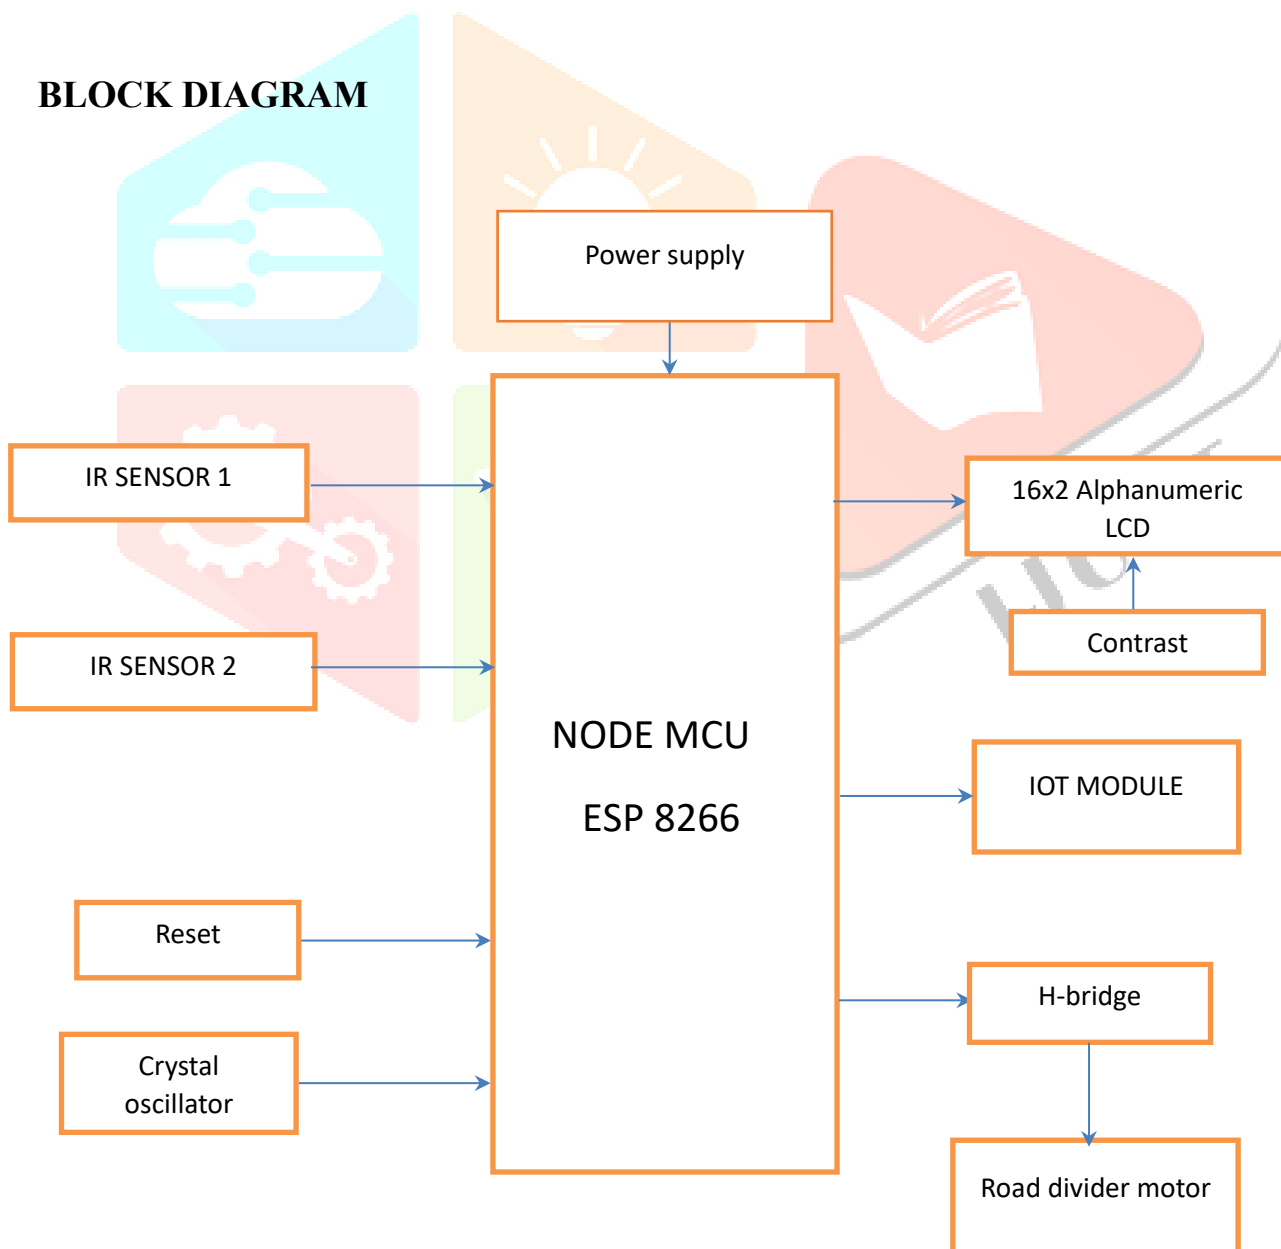 BLOCK DIAGRAM
Power supply
IR SENSOR 1
16x2 Alphanumeric
LCD
Contrast
IR SENSOR 2
NODE MCU
ESP 8266
IOT MODULE
Reset
H-bridge
Crystal
oscillator
Road divider motor